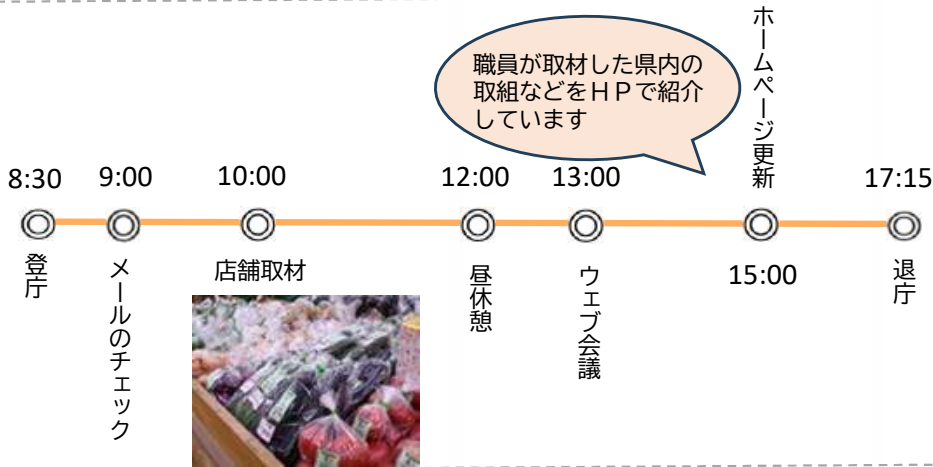 職員が取材した県内の
取組などをＨＰで紹介
しています
ホームページ更新
8:30
9:00
10:00
12:00
13:00
17:15
登庁
メールのチェック
店舗取材
昼休憩
ウェブ会議
15:00
退庁